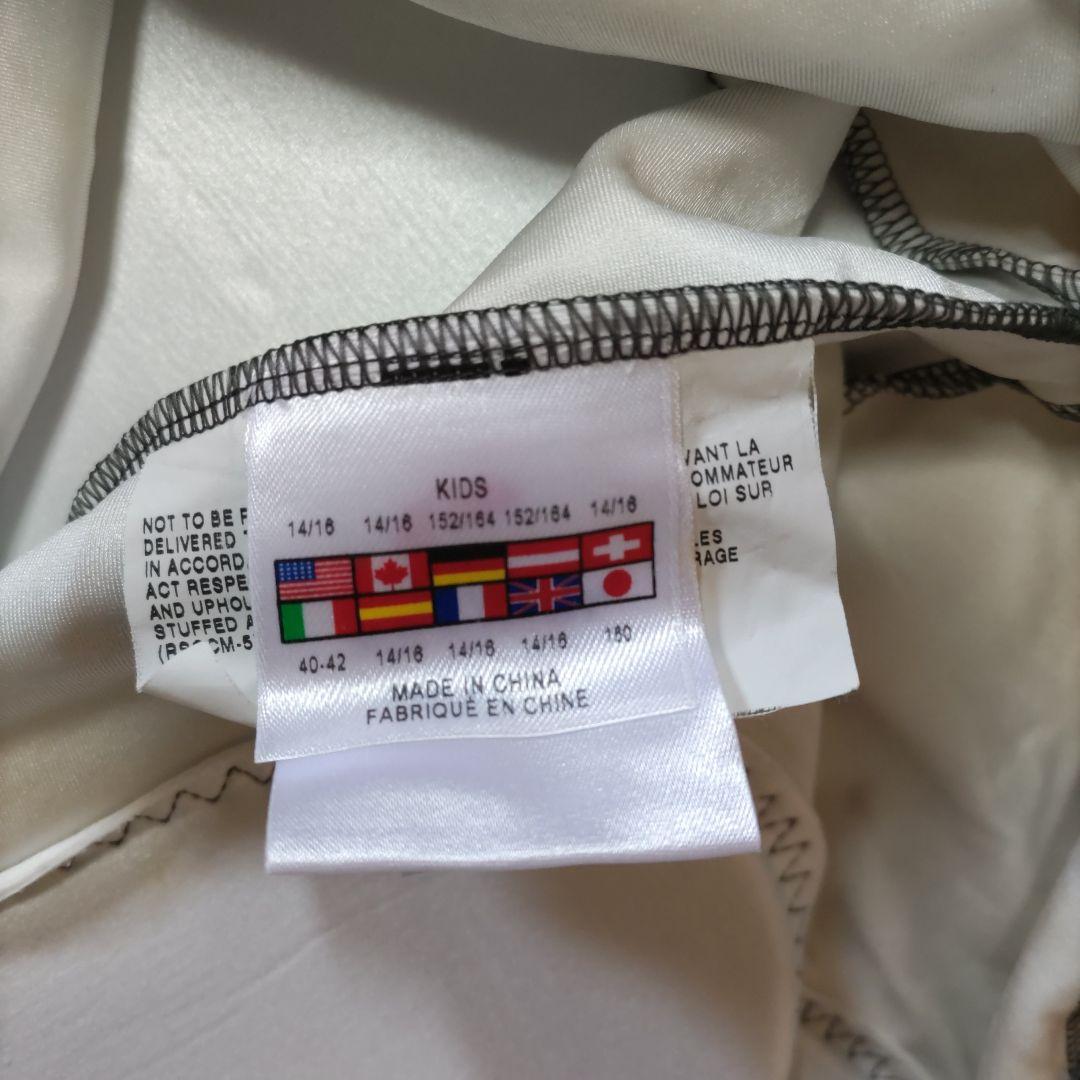 KIDS
14/16 14/16 152/164 152/164 14/16
40-42 14/16 14/16 14/16 160
MADE IN CHINA
FABRIQUÉ EN CHINE
NOT TO BE
DELIVERED
IN ACCORD
ACT RESPE
AND UPHOL
STUFFED A
CM-5
VANT LA
OMMATEUR
LOI SUR
LES
RAGE